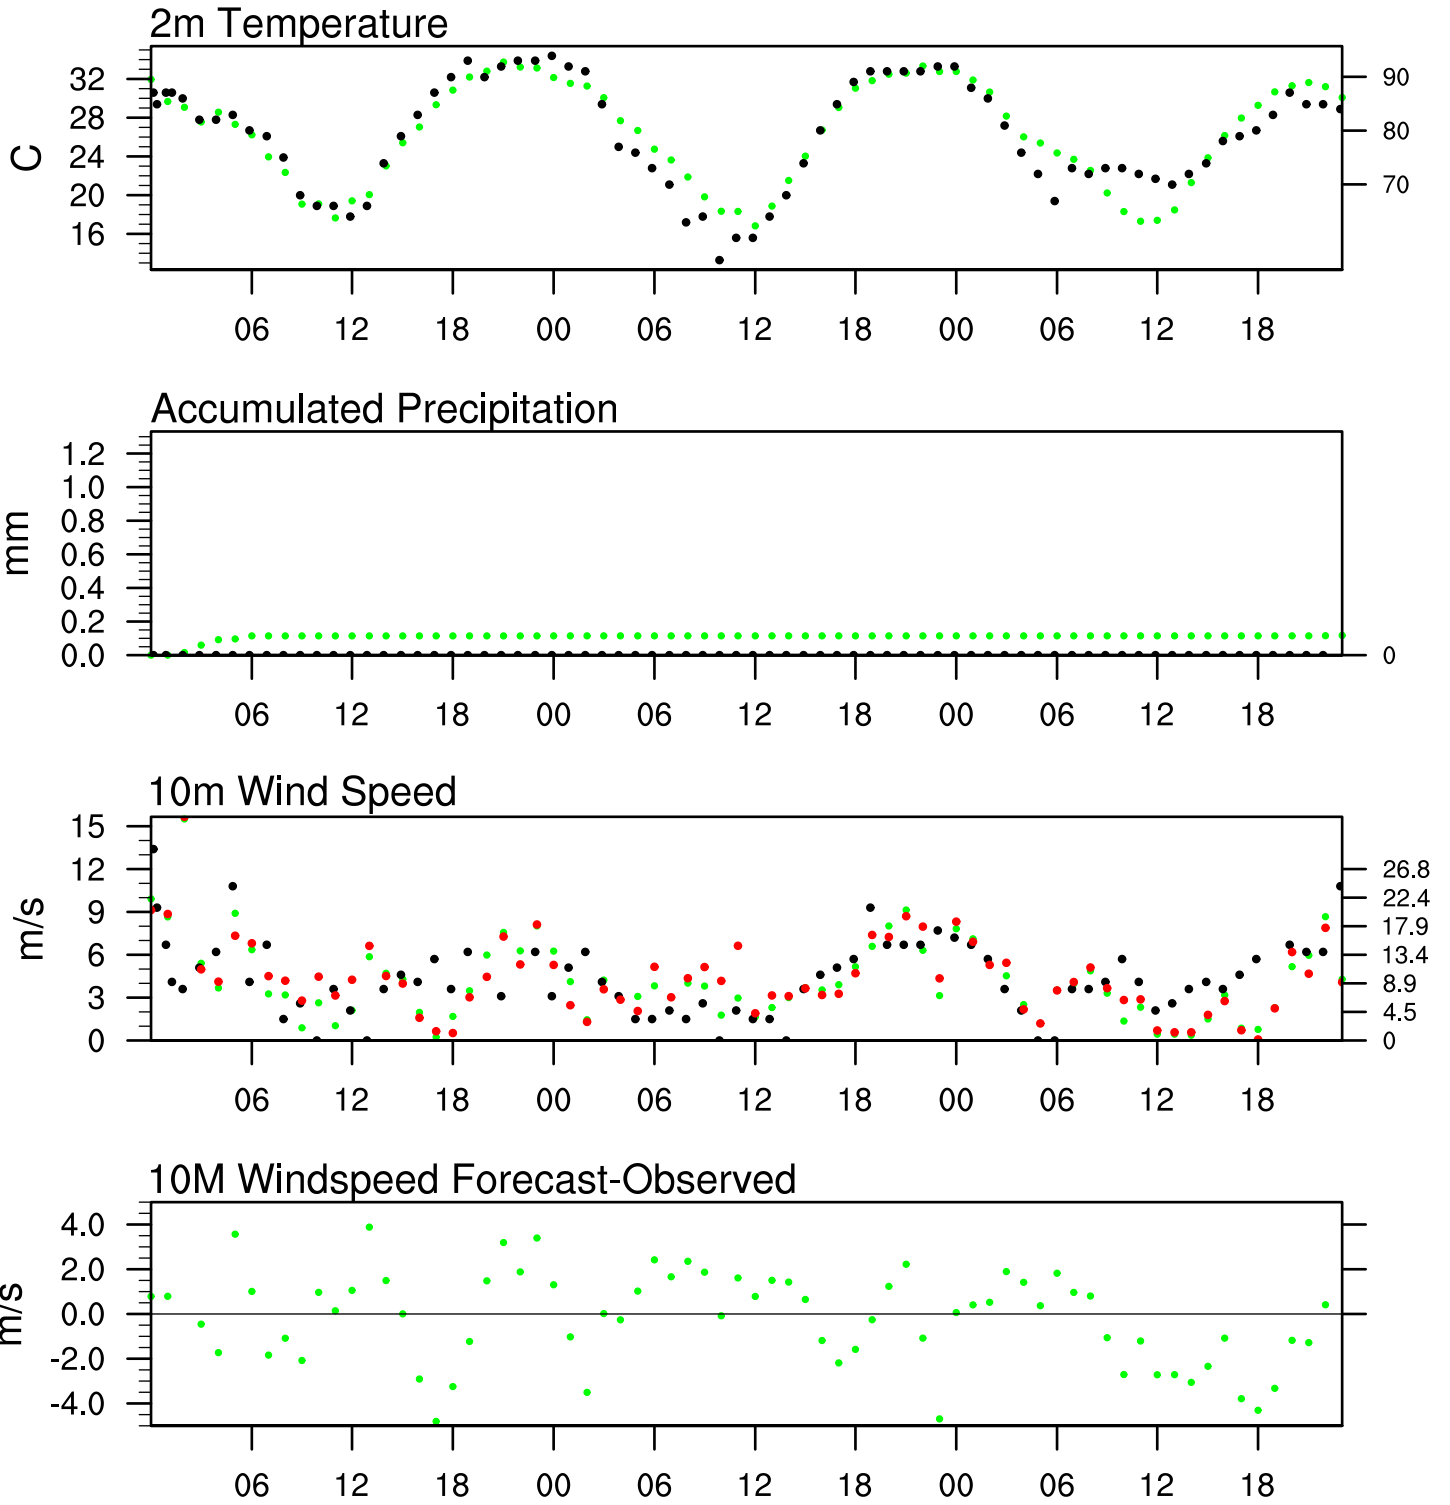 2m Temperature
C
32
28
24
20
16
90
80
70
06 12 18 00 06 12 18 00 06 12 18
Accumulated Precipitation
mm
1.2
1.0
0.8
0.6
0.4
0.2
0.0
0
06 12 18 00 06 12 18 00 06 12 18
10m Wind Speed
m/s
15
12
9
6
3
0
26.8
22.4
17.9
13.4
8.9
4.5
0
06 12 18 00 06 12 18 00 06 12 18
10M Windspeed Forecast-Observed
m/s
4.0
2.0
0.0
-2.0
-4.0
06 12 18 00 06 12 18 00 06 12 18